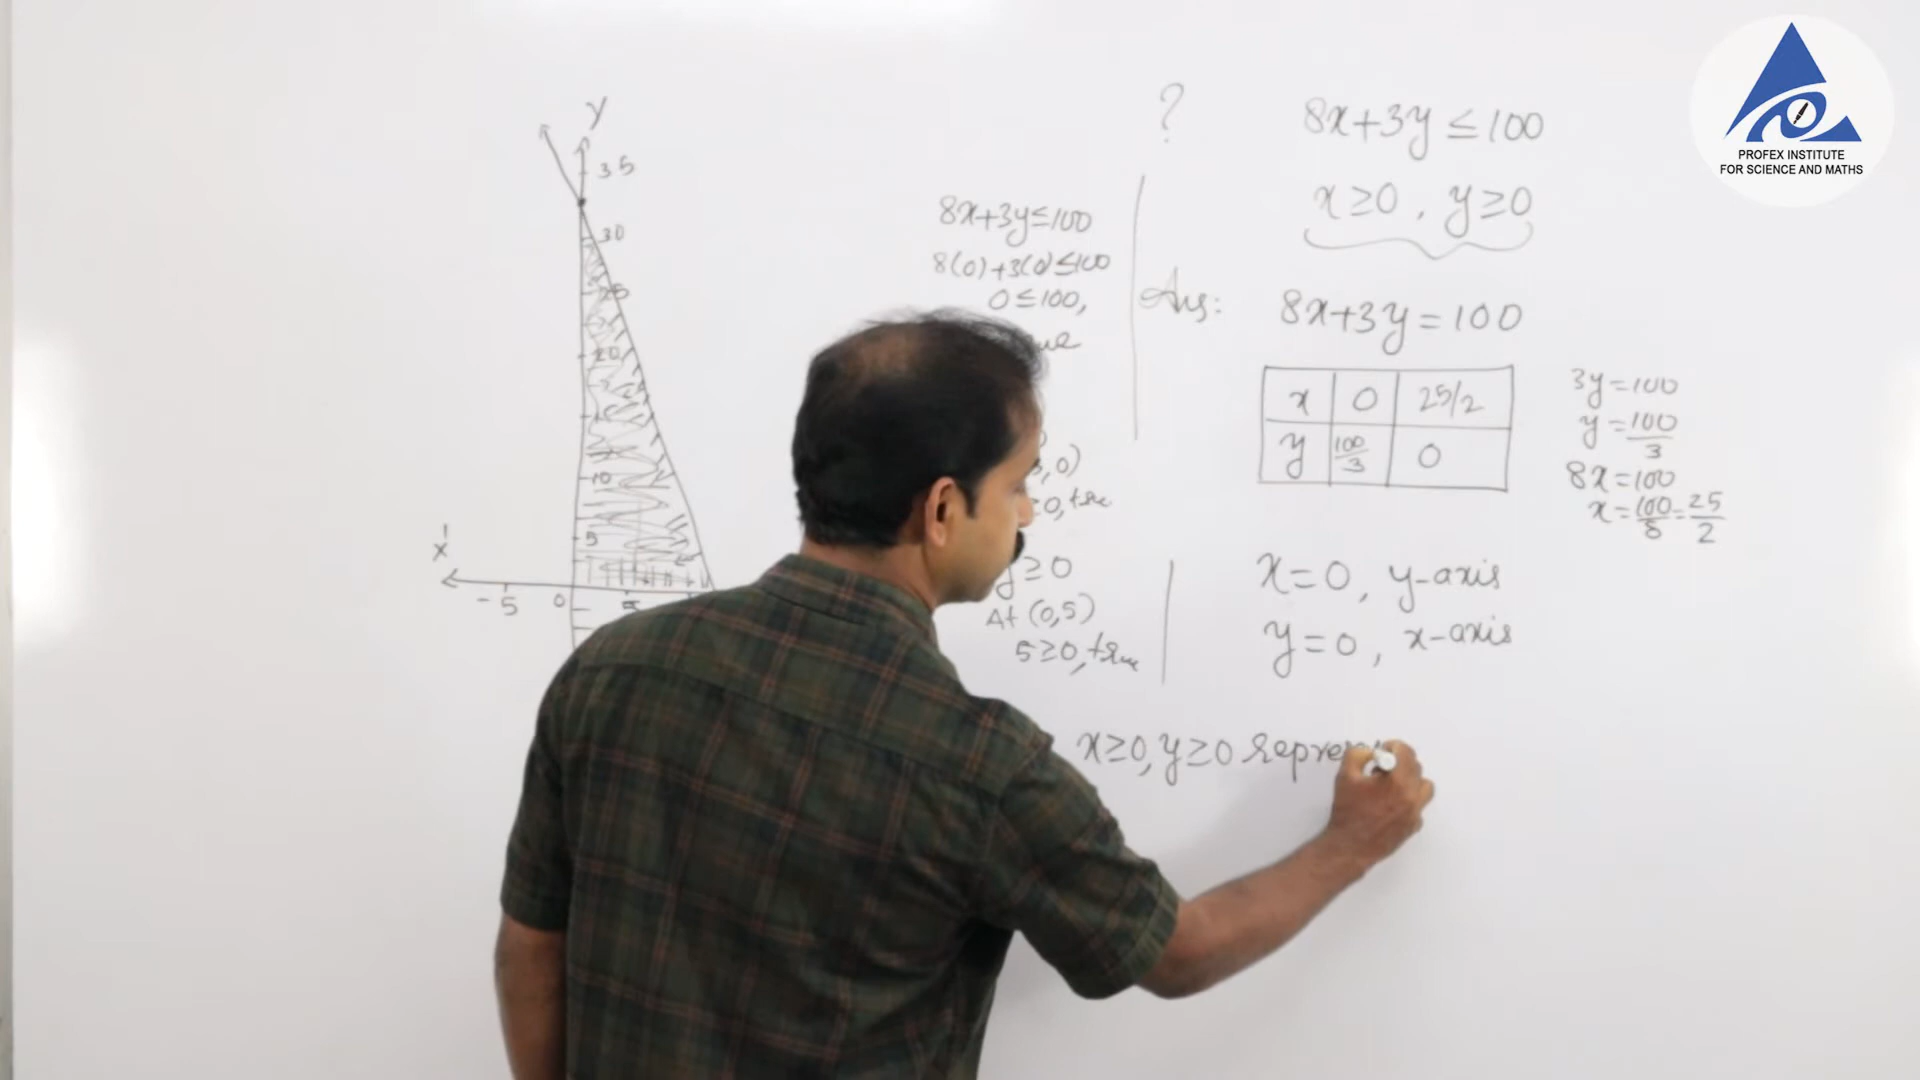 PROFEX INSTITUTE
FOR SCIENCE AND MATHS
?
8x+3y ≤ 100
x ≥ 0 , y ≥ 0
Ans:
8x+3y = 100
x 0 25/2
y 100/3 0
3y = 100
y = 100/3
8x = 100
x = 100/8 = 25/2
x = 0, y-axis
y = 0, x-axis
8x+3y ≤ 100
8(0)+3(0) ≤ 100
0 ≤ 100,
, 0)
0, true
y ≥ 0
At (0,5)
5 ≥ 0, true
x ≥ 0, y ≥ 0
Y
35
30
25
20
15
10
5
X'
-5 0 5